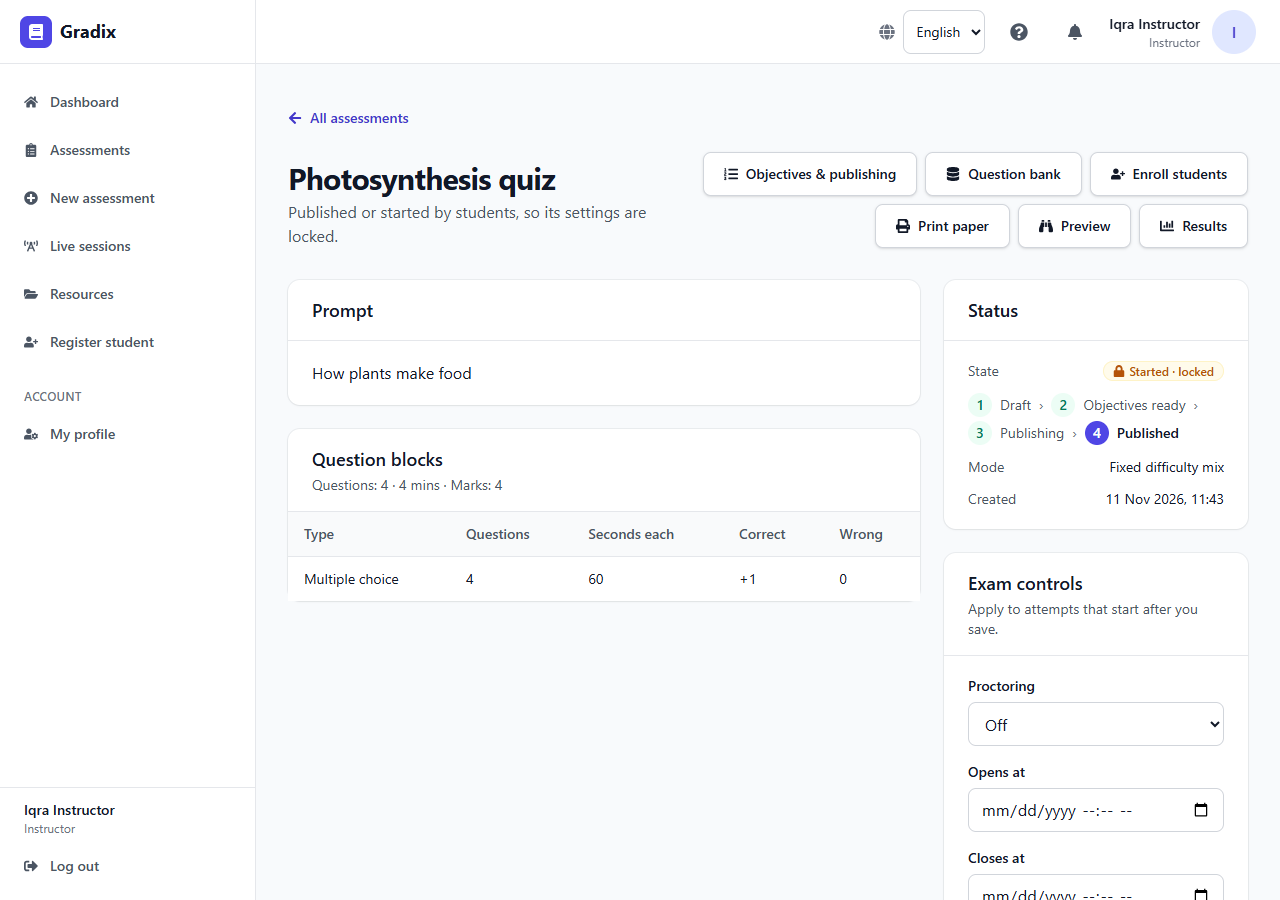 Gradix
English
Iqra Instructor
Instructor
I
Dashboard
Assessments
New assessment
Live sessions
Resources
Register student
ACCOUNT
My profile
Iqra Instructor
Instructor
Log out
All assessments
Photosynthesis quiz
Published or started by students, so its settings are
locked.
Objectives & publishing
Question bank
Enroll students
Print paper
Preview
Results
Prompt
How plants make food
Question blocks
Questions: 4 · 4 mins · Marks: 4
Type Questions Seconds each Correct Wrong
Multiple choice 4 60 +1 0
Status
State Started · locked
1 Draft › 2 Objectives ready ›
3 Publishing › 4 Published
Mode Fixed difficulty mix
Created 11 Nov 2026, 11:43
Exam controls
Apply to attempts that start after you
save.
Proctoring
Off
Opens at
mm/dd/yyyy --:-- --
Closes at
mm/dd/yyyy --:-- --